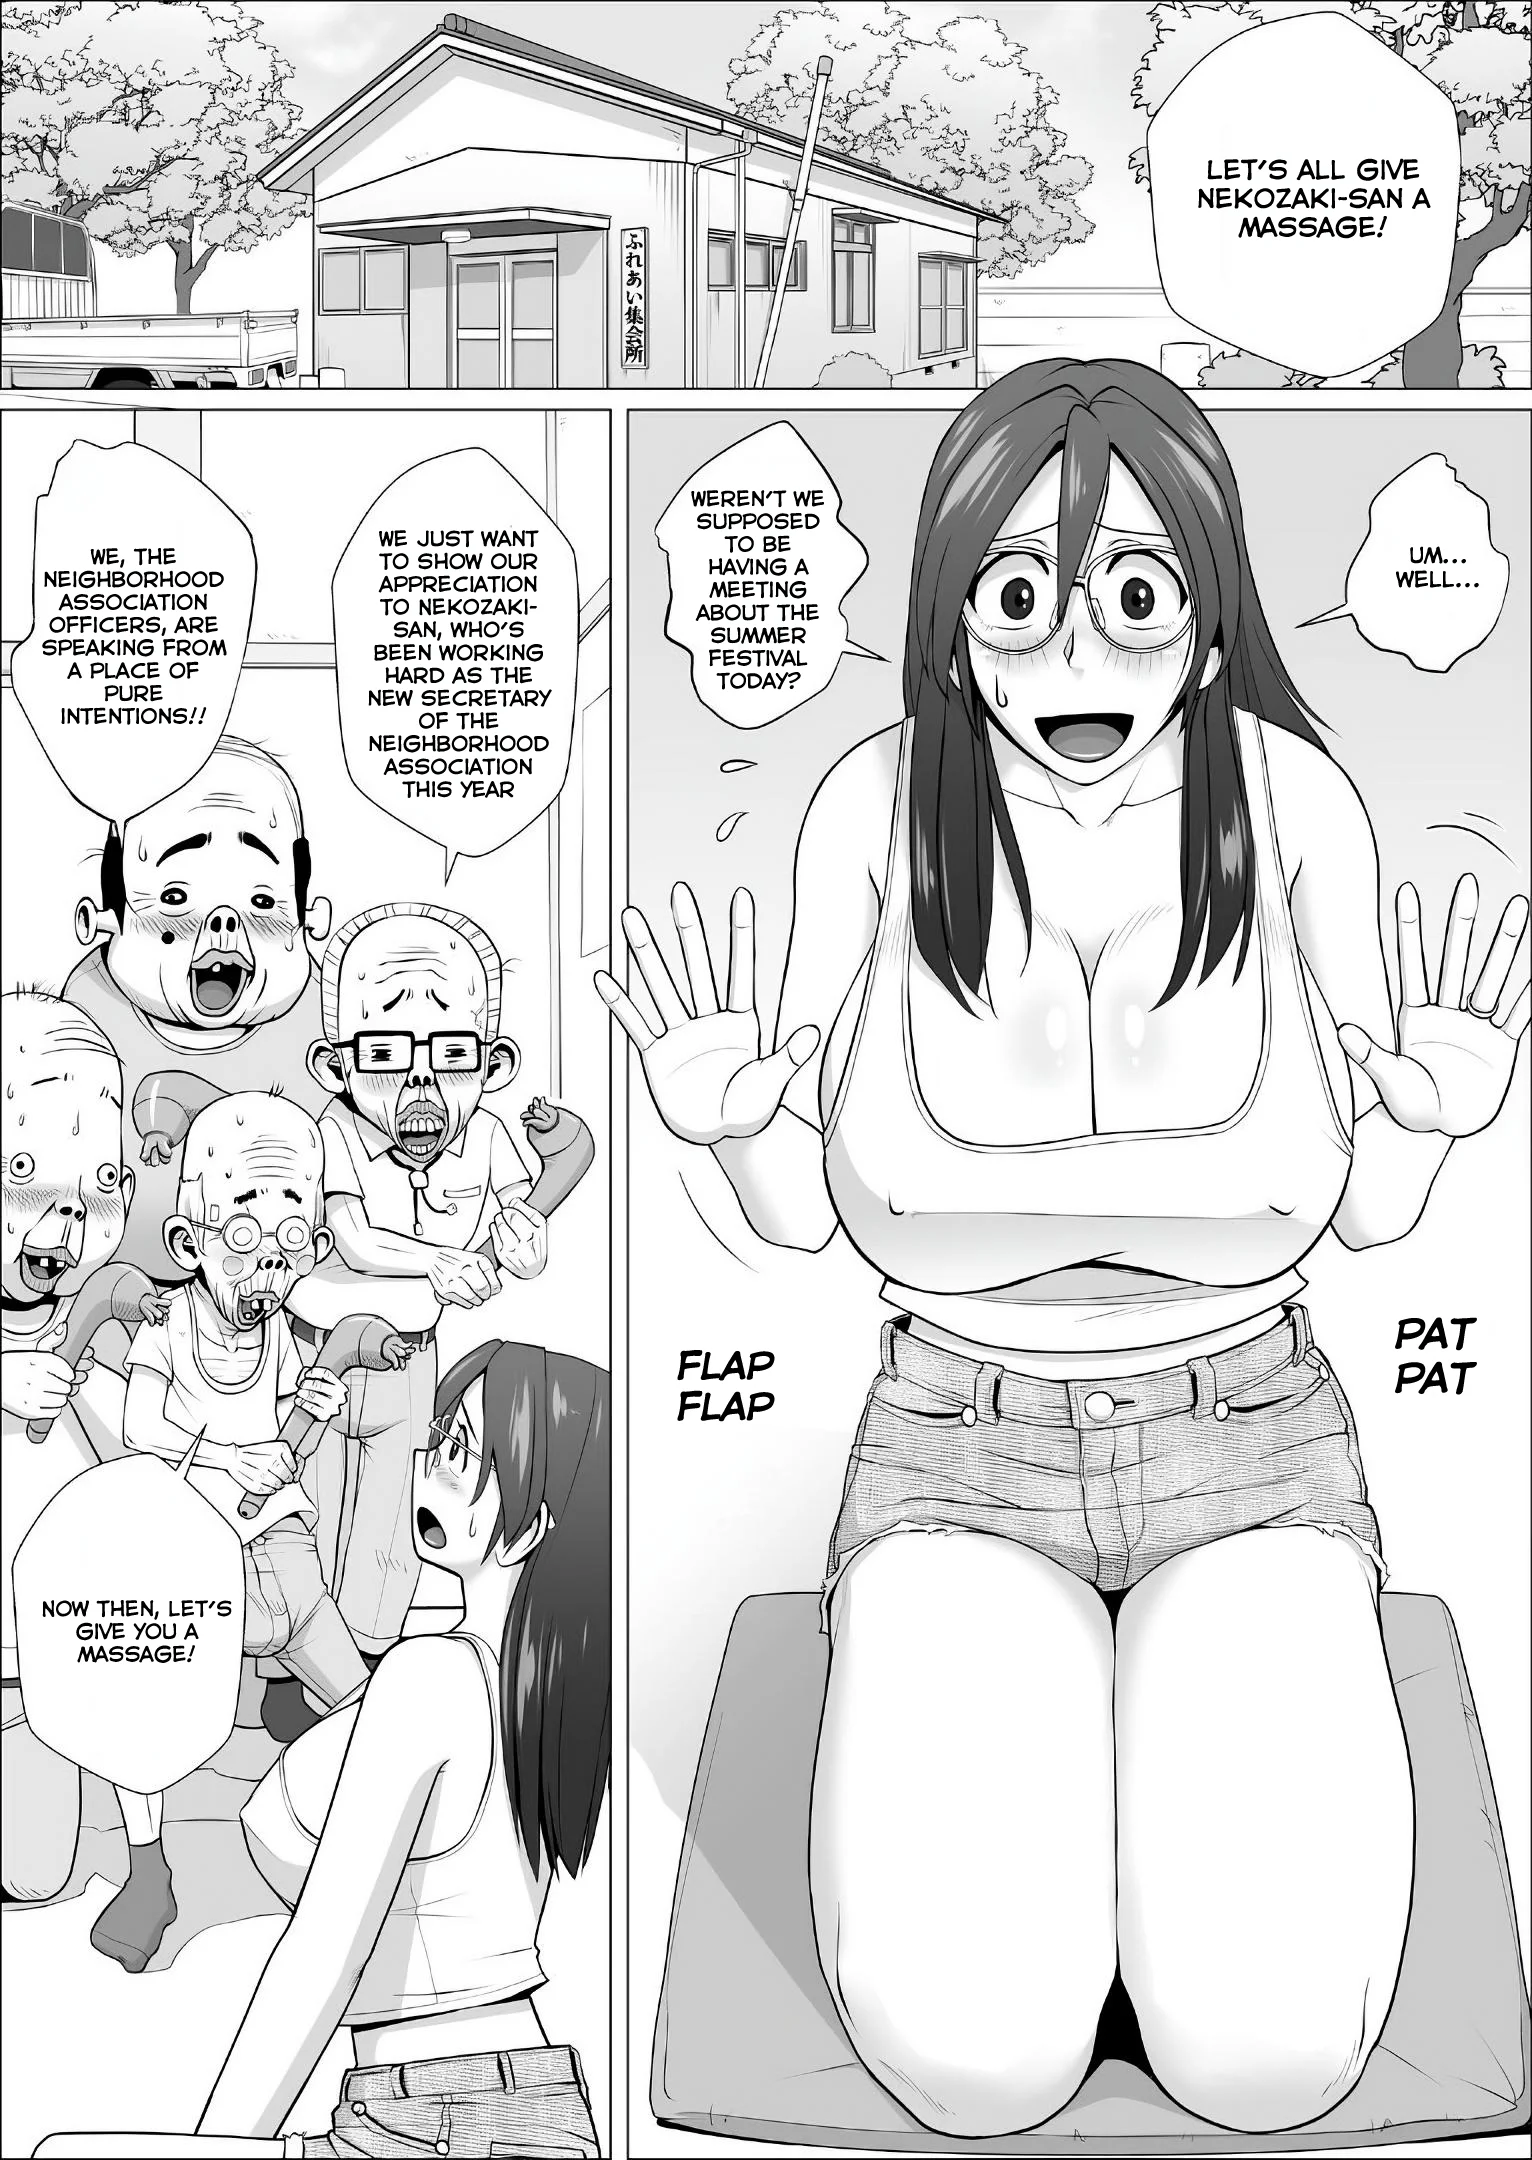 LET'S ALL GIVE
NEKOZAKI-SAN A
MASSAGE!
ふれあい集会所
UM...
WELL...
WEREN'T WE
SUPPOSED
TO BE
HAVING A
MEETING
ABOUT THE
SUMMER
FESTIVAL
TODAY?
PAT
PAT
FLAP
FLAP
WE JUST WANT
TO SHOW OUR
APPRECIATION
TO NEKOZAKI-
SAN, WHO'S
BEEN WORKING
HARD AS THE
NEW SECRETARY
OF THE
NEIGHBORHOOD
ASSOCIATION
THIS YEAR
WE, THE
NEIGHBORHOOD
ASSOCIATION
OFFICERS, ARE
SPEAKING FROM
A PLACE OF
PURE
INTENTIONS!!
NOW THEN, LET'S
GIVE YOU A
MASSAGE!